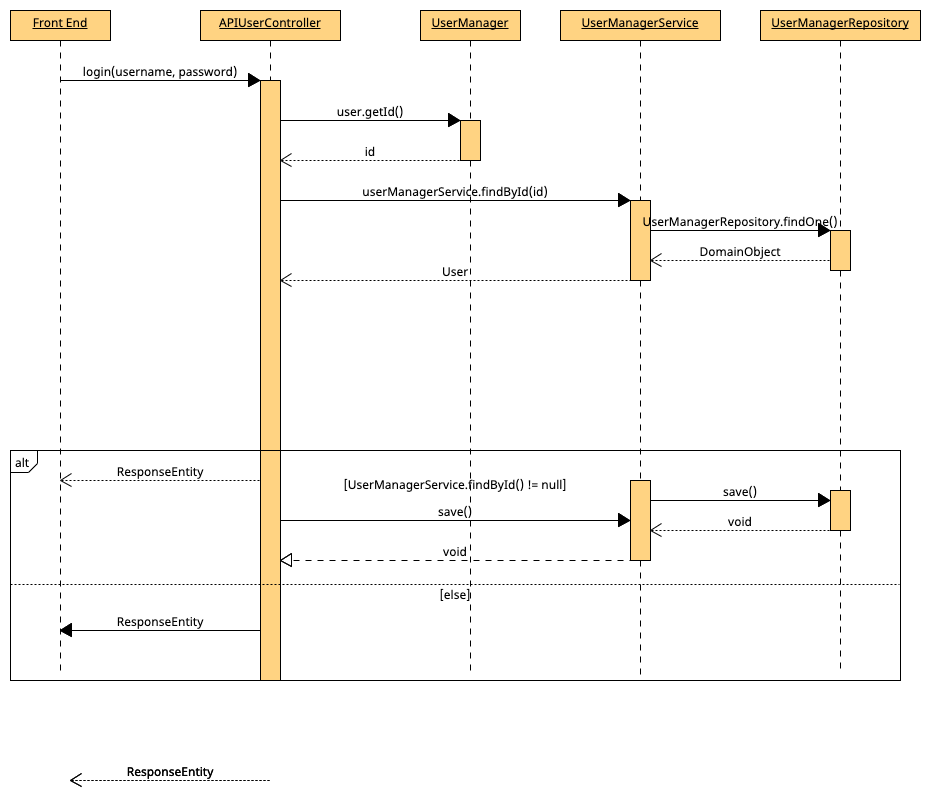 Front End
APIUserController
UserManager
UserManagerService
UserManagerRepository
login(username, password)
user.getId()
id
userManagerService.findById(id)
UserManagerRepository.findOne()
DomainObject
User
alt
ResponseEntity
[UserManagerService.findById() != null]
save()
save()
void
void
[else]
ResponseEntity
ResponseEntity